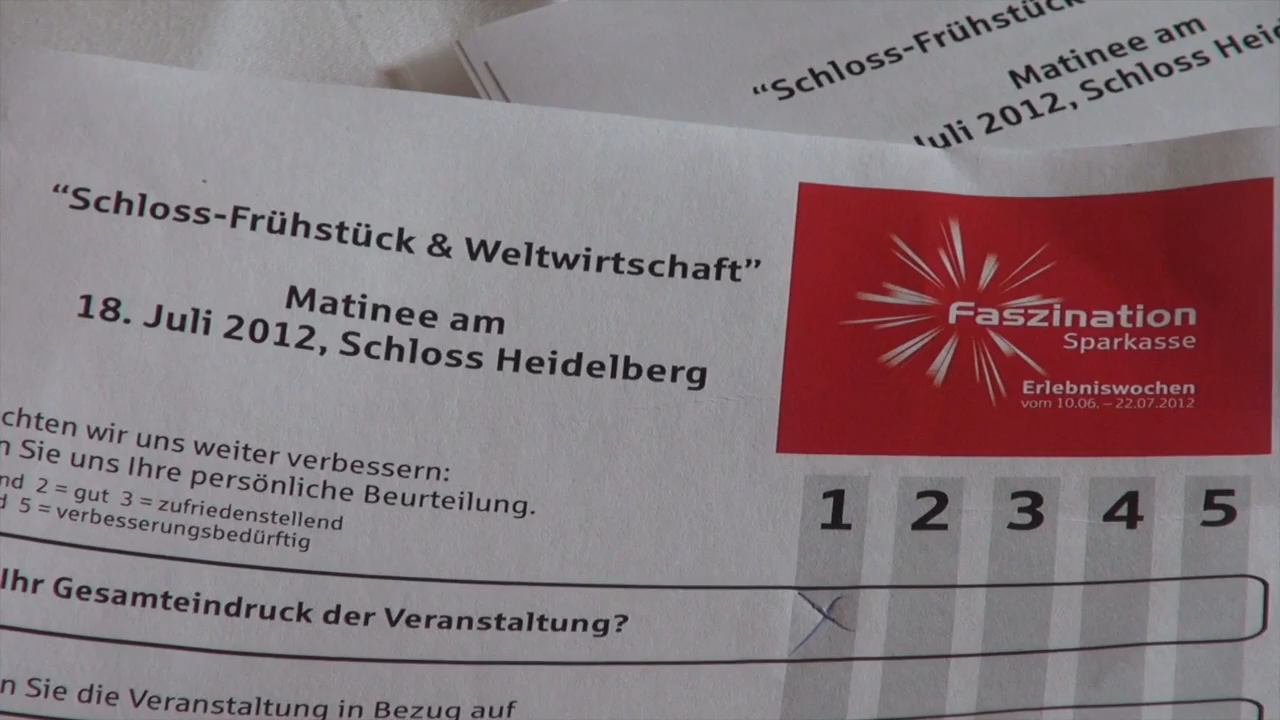 “Schloss-Frühstück
Matinee am
Juli 2012, Schloss
“Schloss-Frühstück & Weltwirtschaft”
Matinee am
18. Juli 2012, Schloss Heidelberg
Faszination
Sparkasse
Erlebniswochen
vom 10.06. – 22.07.2012
chten wir uns weiter verbessern:
n Sie uns Ihre persönliche Beurteilung.
nd 2 = gut 3 = zufriedenstellend
d 5 = verbesserungsbedürftig
1 2 3 4 5
Ihr Gesamteindruck der Veranstaltung?
n Sie die Veranstaltung in Bezug auf